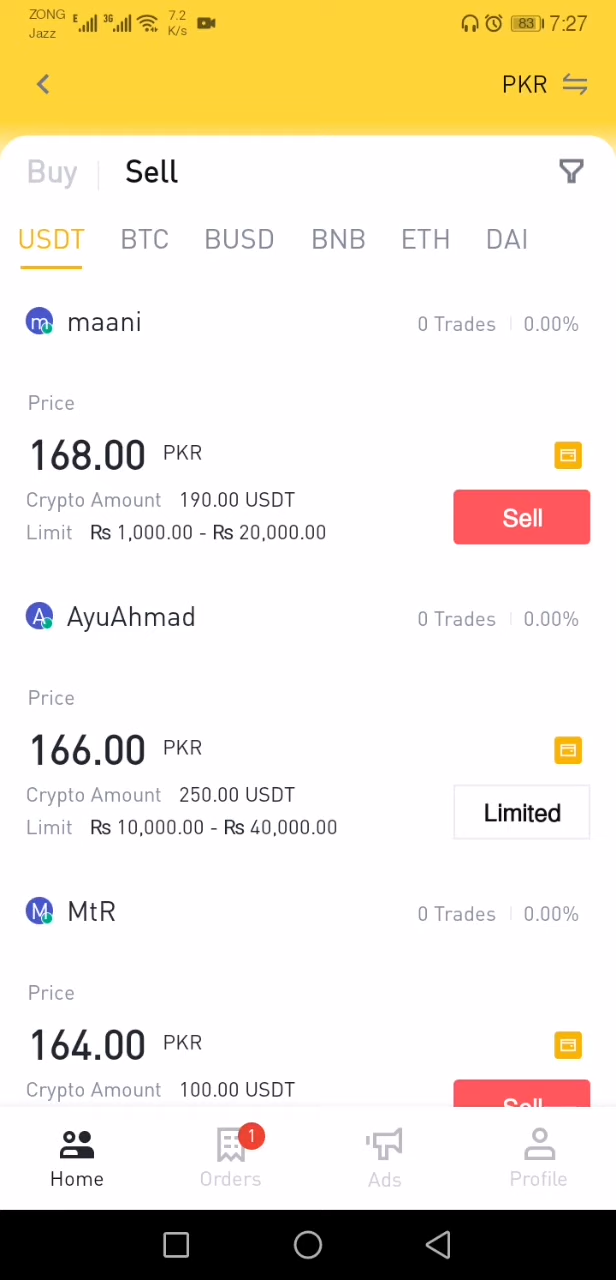 ZONG E 3G 7.2 83 7:27
Jazz K/s
PKR
Buy Sell
USDT BTC BUSD BNB ETH DAI
m maani 0 Trades 0.00%
Price
168.00 PKR
Crypto Amount 190.00 USDT
Limit Rs 1,000.00 - Rs 20,000.00
Sell
A AyuAhmad 0 Trades 0.00%
Price
166.00 PKR
Crypto Amount 250.00 USDT
Limit Rs 10,000.00 - Rs 40,000.00
Limited
M MtR 0 Trades 0.00%
Price
164.00 PKR
Crypto Amount 100.00 USDT
Sell
1
Home Orders Ads Profile